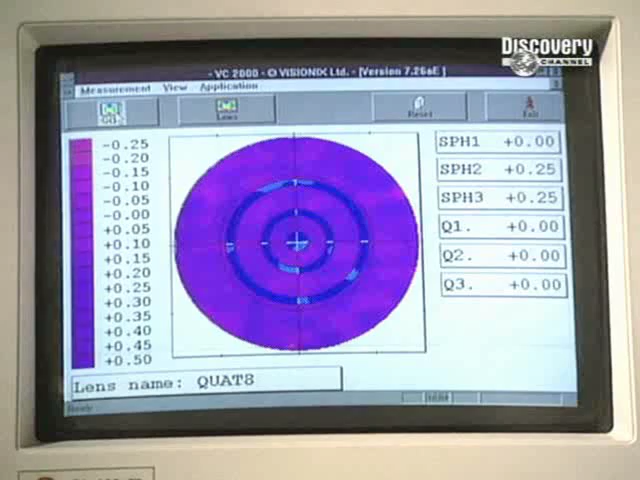 Discovery
CHANNEL
- VC 2000 - © VISIONIX Ltd. - [Version 7.26aE ]
Measurement View Application
Go
Lens
Reset
Exit
-0.25
-0.20
-0.15
-0.10
-0.05
-0.00
+0.05
+0.10
+0.15
+0.20
+0.25
+0.30
+0.35
+0.40
+0.45
+0.50
SPH1 +0.00
SPH2 +0.25
SPH3 +0.25
Q1. +0.00
Q2. +0.00
Q3. +0.00
Lens name: QUAT8
Ready